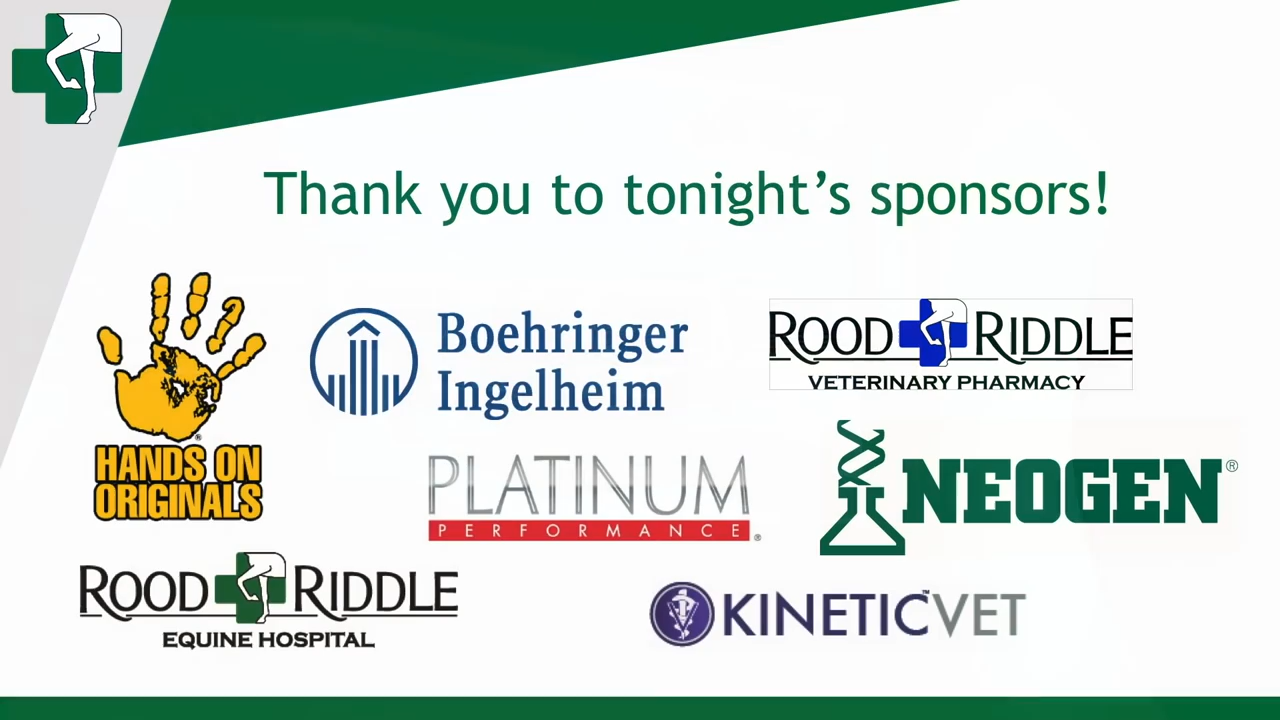 Thank you to tonight’s sponsors!
HANDS ON
ORIGINALS
®
Boehringer
Ingelheim
ROOD RIDDLE
VETERINARY PHARMACY
PLATINUM
PERFORMANCE®
NEOGEN®
ROOD RIDDLE
EQUINE HOSPITAL
KINETIC™VET